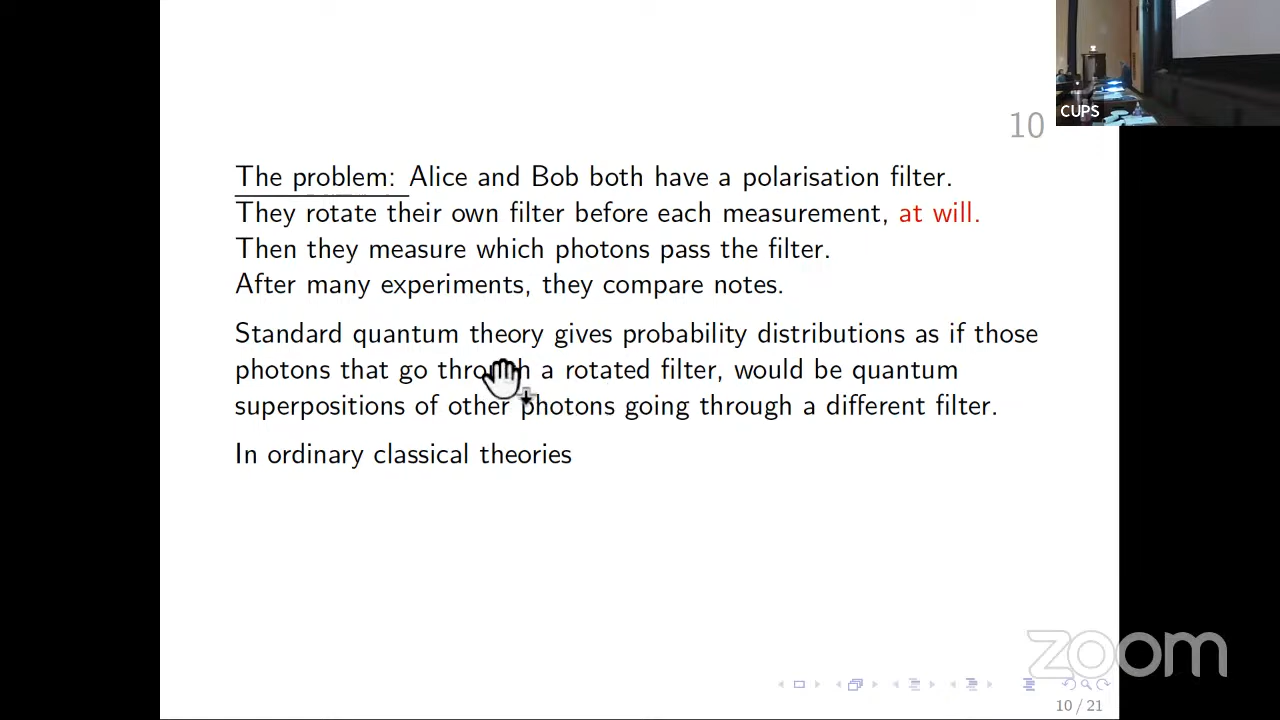 CUPS
10
The problem: Alice and Bob both have a polarisation filter.
They rotate their own filter before each measurement, at will.
Then they measure which photons pass the filter.
After many experiments, they compare notes.
Standard quantum theory gives probability distributions as if those
photons that go through a rotated filter, would be quantum
superpositions of other photons going through a different filter.
In ordinary classical theories
zoom
10 / 21